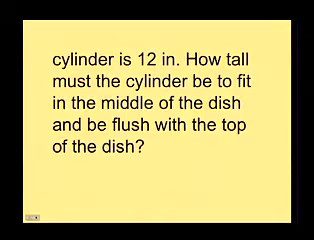 cylinder is 12 in. How tall
must the cylinder be to fit
in the middle of the dish
and be flush with the top
of the dish?